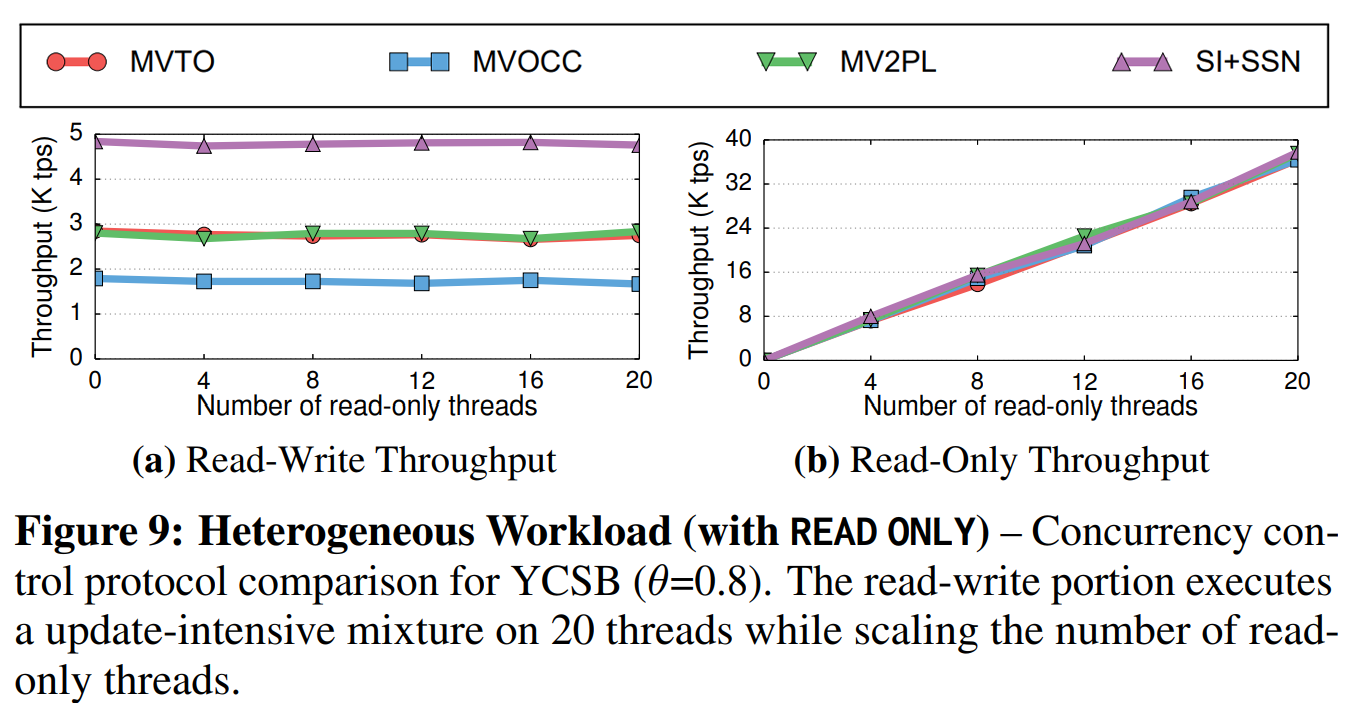 MVTO MVOCC MV2PL SI+SSN
Throughput (K tps)
5
4
3
2
1
0
0 4 8 12 16 20
Number of read-only threads
(a) Read-Write Throughput
Throughput (K tps)
40
32
24
16
8
0
0 4 8 12 16 20
Number of read-only threads
(b) Read-Only Throughput
Figure 9: Heterogeneous Workload (with READ ONLY) – Concurrency con-
trol protocol comparison for YCSB (θ=0.8). The read-write portion executes
a update-intensive mixture on 20 threads while scaling the number of read-
only threads.